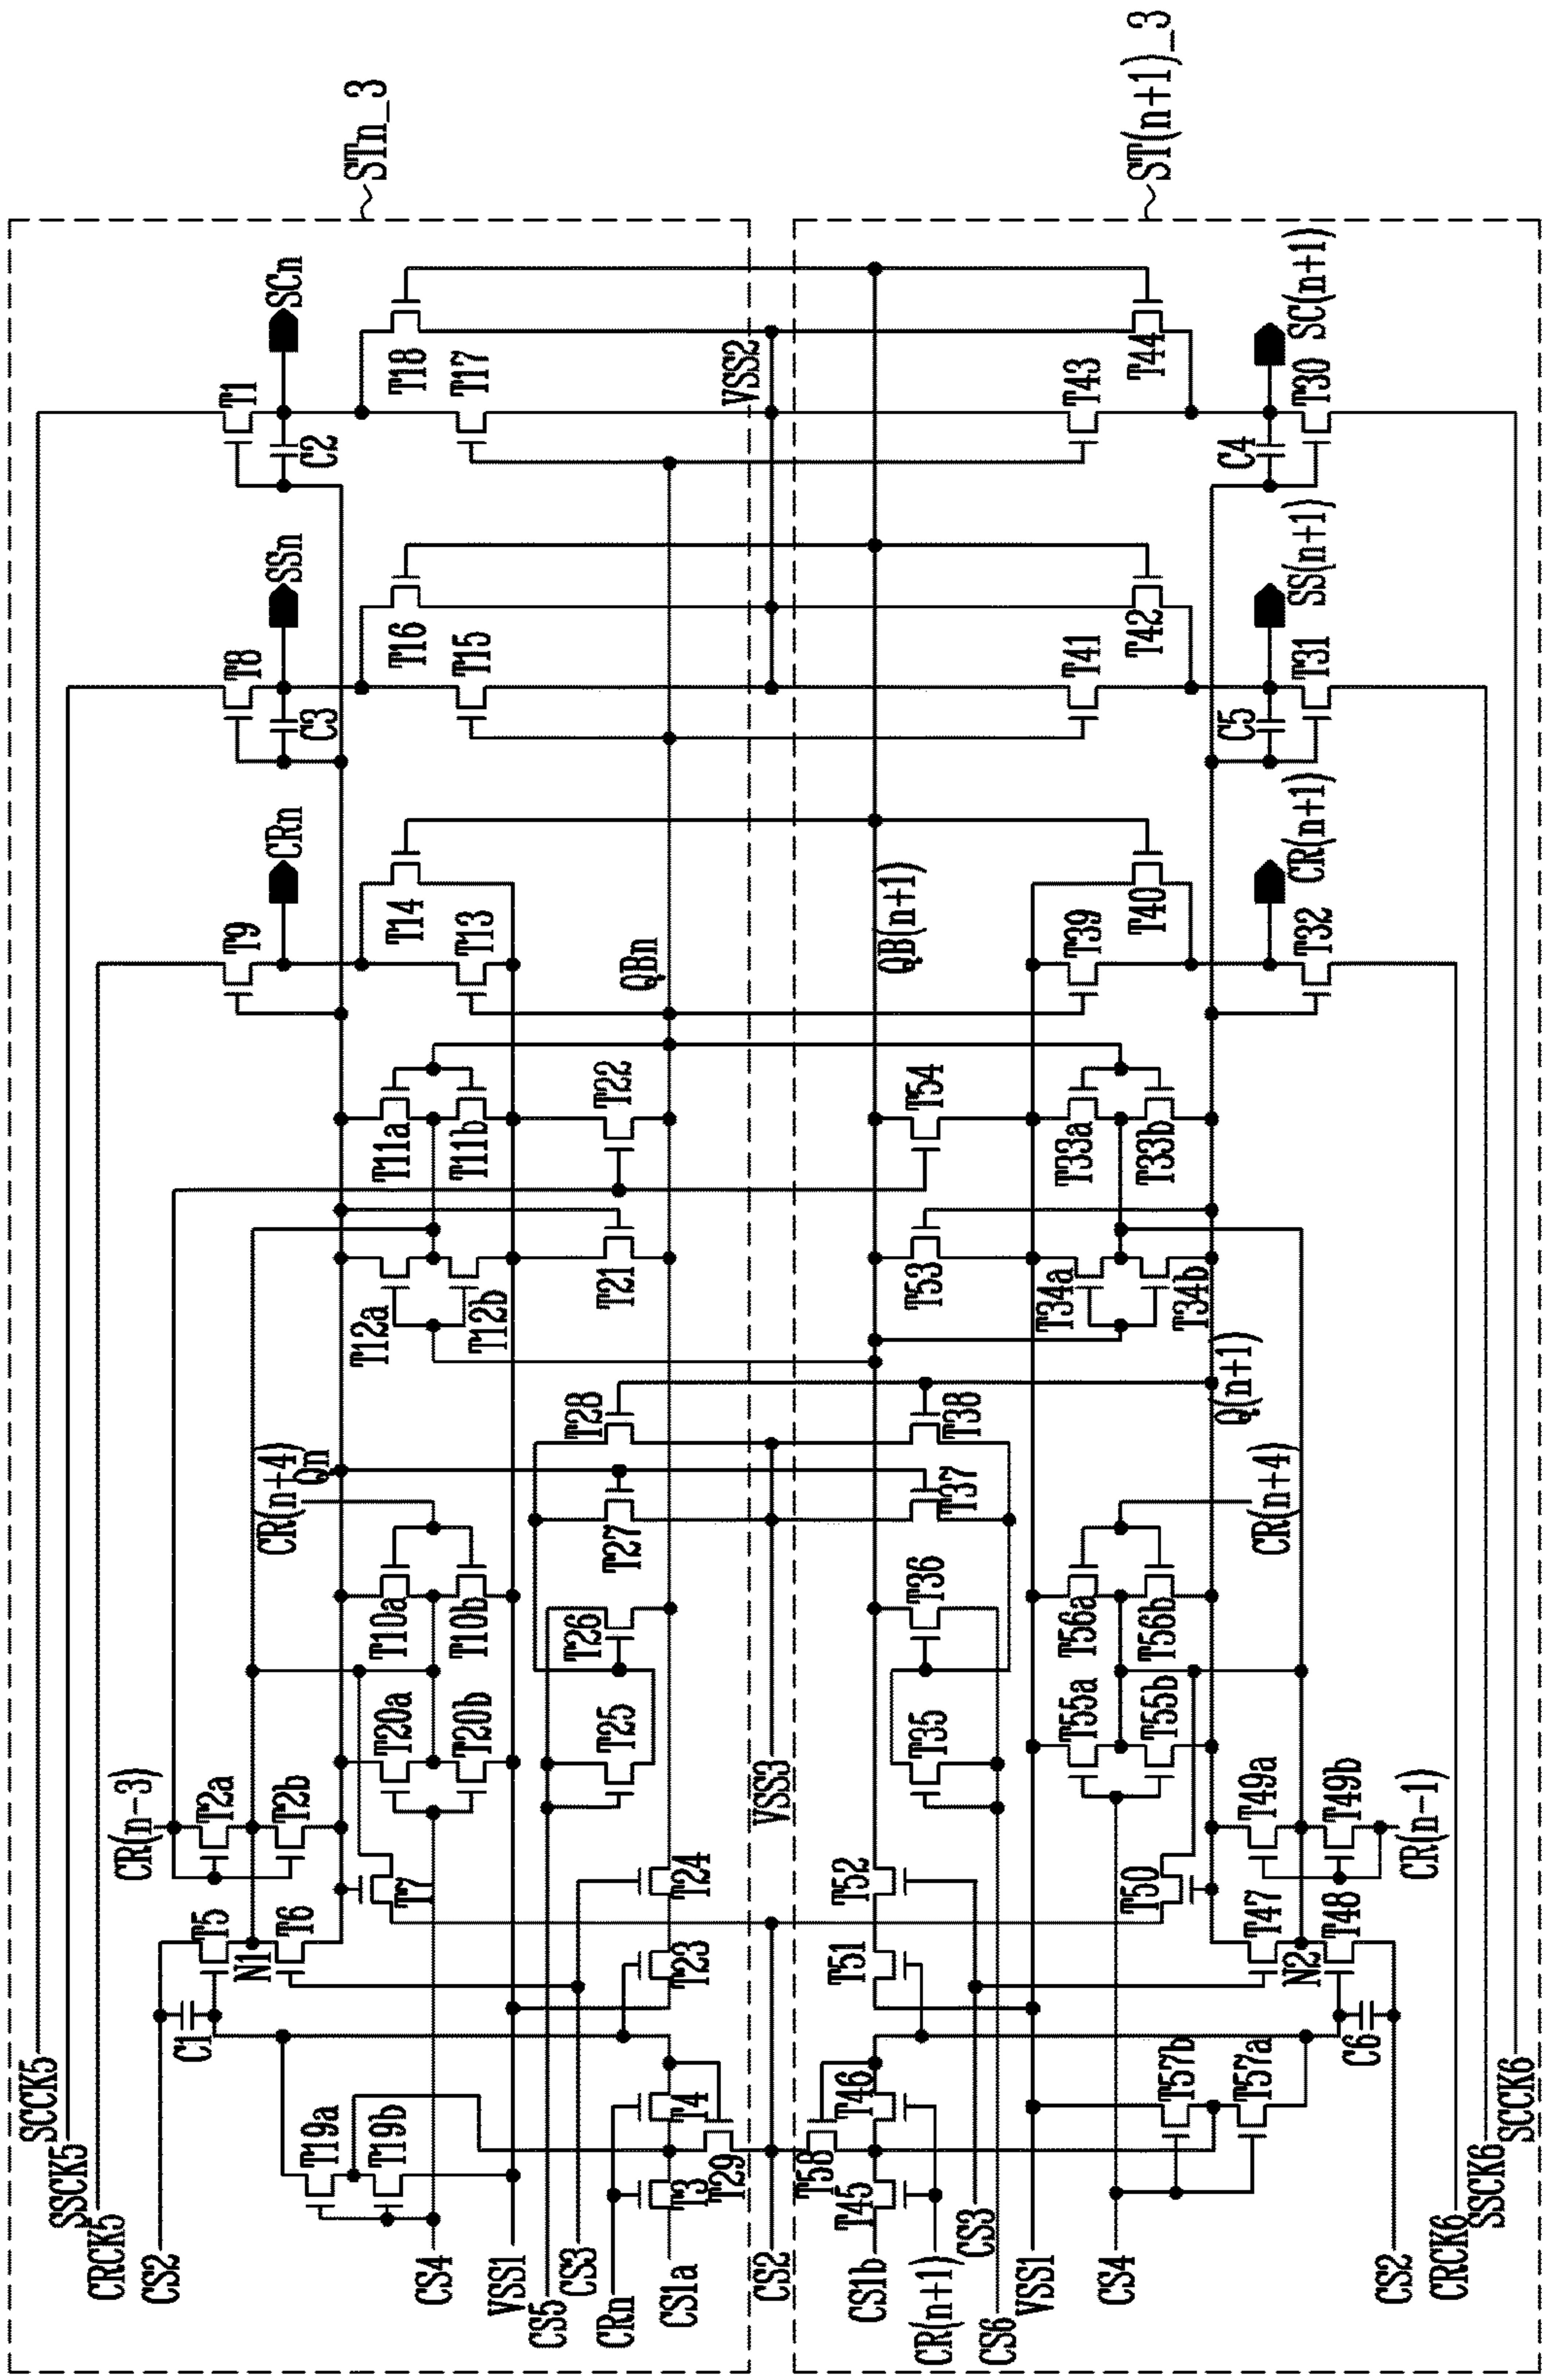 STn_3
ST(n+1)_3
SCCK5
SSCK5
CRCK5
CS2
CS4
VSS1
CS5
CS3
CRn
CS1a
CS2
CS1b
CR(n+1)
CS3
CS6
VSS1
CS4
CS2
CRCK6
SSCK6
SCCK6
T19a
T19b
C1
T5
N1
T6
CR(n-3)
T2a
T2b
T7
T20a
T20b
CR(n+4)
Qn
T10a
T10b
T12a
T12b
T11a
T11b
T9
CRn
T14
T13
T8
SSn
C3
T16
T15
T1
SCn
C2
T18
T17
VSS2
T3
T4
T29
T23
T24
T25
T26
T27
T28
T21
T22
QBn
VSS3
T45
T46
T58
T51
T52
T35
T36
T37
T38
T53
T54
QB(n+1)
T57b
T57a
C6
T47
N2
T48
T50
T49a
T49b
CR(n-1)
T55a
T55b
T56a
T56b
CR(n+4)
Q(n+1)
T34a
T34b
T33a
T33b
T39
T40
T32
CR(n+1)
T41
T42
C5
T31
SS(n+1)
T43
T44
C4
T30
SC(n+1)